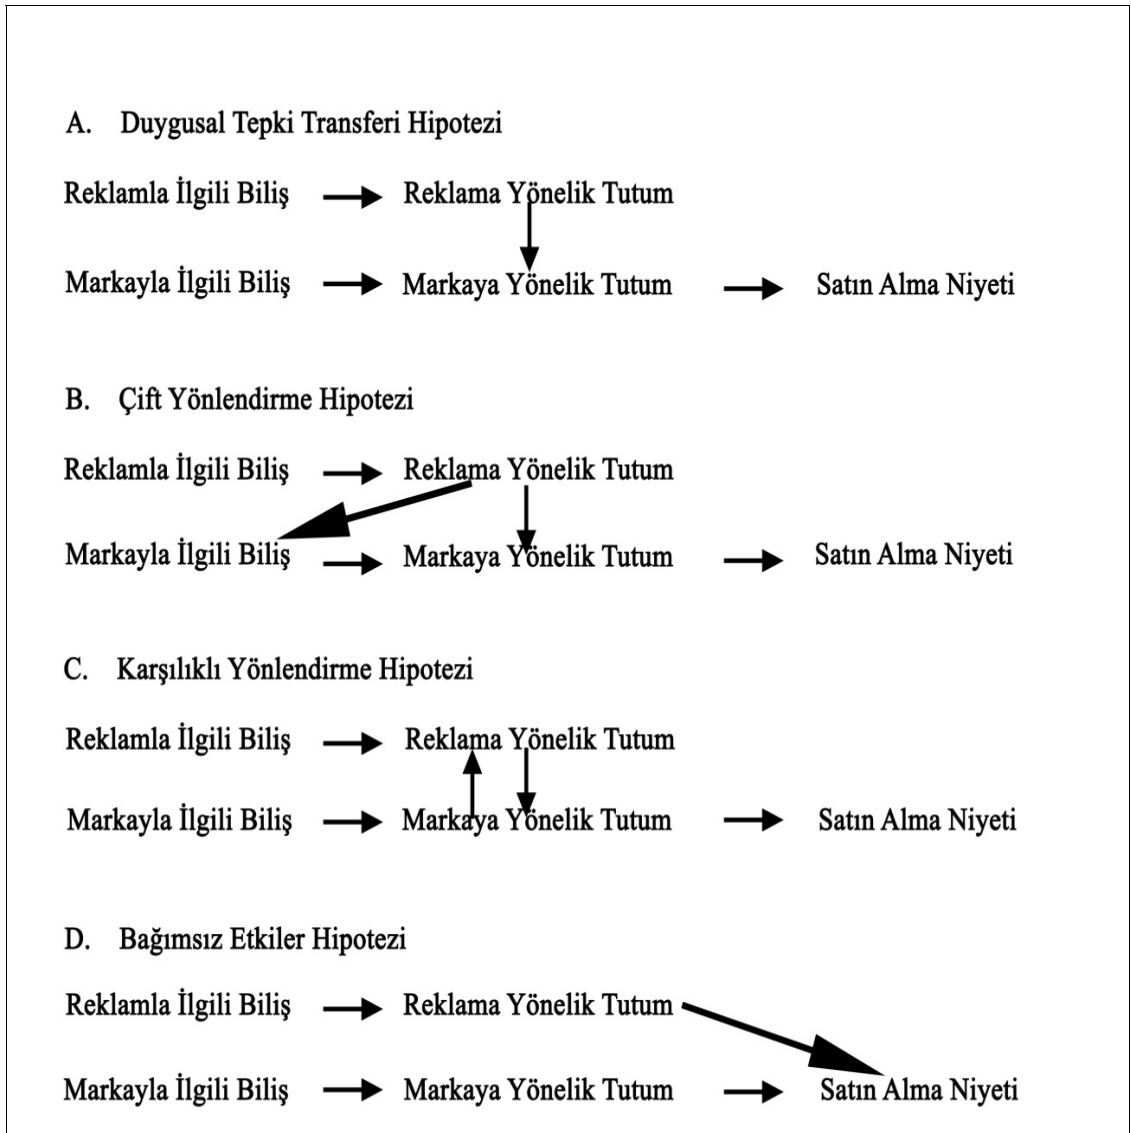 A. Duygusal Tepki Transferi Hipotezi
Reklamla İlgili Biliş Reklama Yönelik Tutum
Markayla İlgili Biliş Markaya Yönelik Tutum Satın Alma Niyeti
B. Çift Yönlendirme Hipotezi
Reklamla İlgili Biliş Reklama Yönelik Tutum
Markayla İlgili Biliş Markaya Yönelik Tutum Satın Alma Niyeti
C. Karşılıklı Yönlendirme Hipotezi
Reklamla İlgili Biliş Reklama Yönelik Tutum
Markayla İlgili Biliş Markaya Yönelik Tutum Satın Alma Niyeti
D. Bağımsız Etkiler Hipotezi
Reklamla İlgili Biliş Reklama Yönelik Tutum
Markayla İlgili Biliş Markaya Yönelik Tutum Satın Alma Niyeti